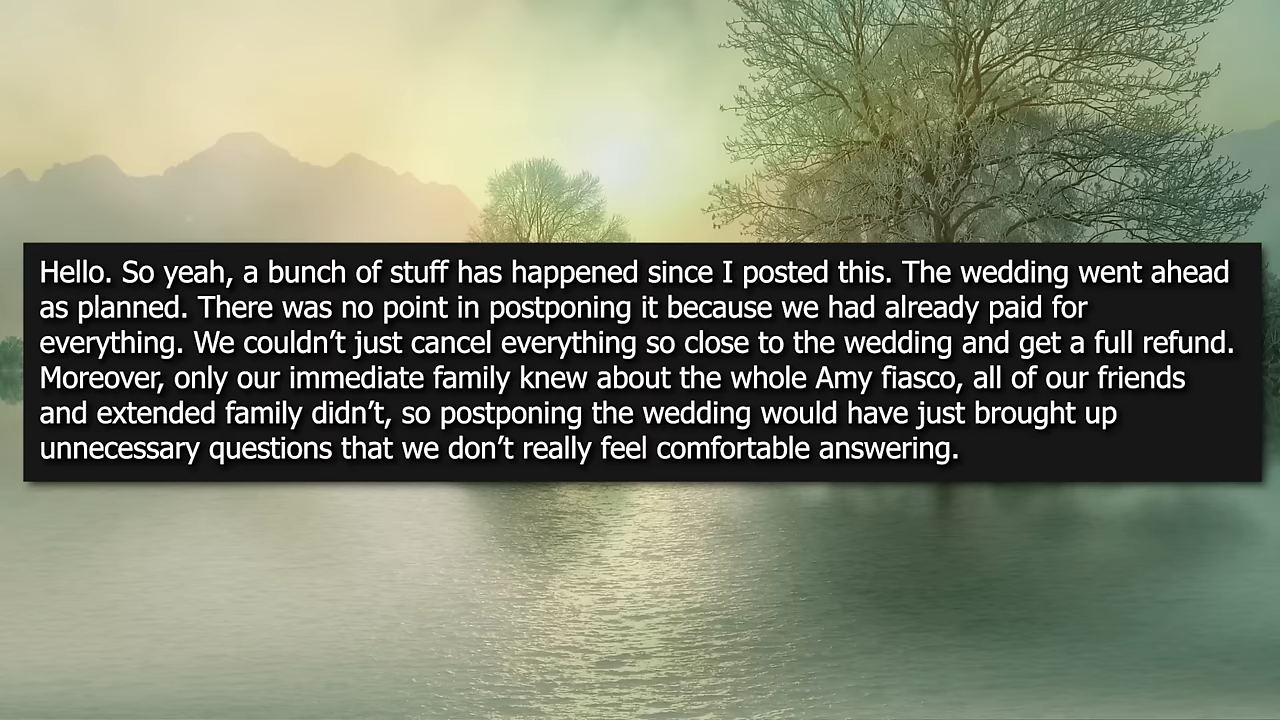 Hello. So yeah, a bunch of stuff has happened since I posted this. The wedding went ahead
as planned. There was no point in postponing it because we had already paid for
everything. We couldn’t just cancel everything so close to the wedding and get a full refund.
Moreover, only our immediate family knew about the whole Amy fiasco, all of our friends
and extended family didn’t, so postponing the wedding would have just brought up
unnecessary questions that we don’t really feel comfortable answering.